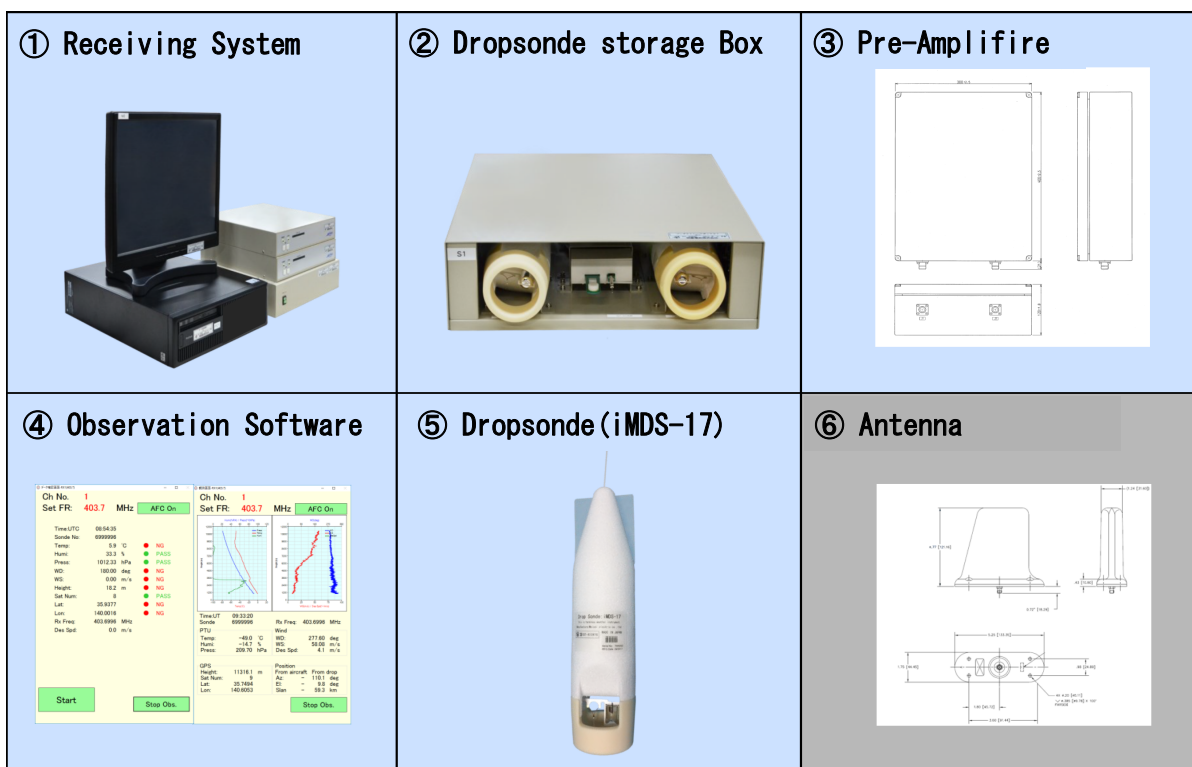 ① Receiving System
② Dropsonde storage Box
③ Pre-Amplifire
S1
④ Observation Software
Ch No. 1
Set FR: 403.7 MHz AFC On
Time:UTC 08:54:35
Sonde No: 6999996
Temp: 5.9 ℃ NG
Humi: 33.3 % PASS
Press: 1012.33 hPa PASS
WD: 180.00 deg NG
WS: 0.00 m/s NG
Height: 18.2 m NG
Sat Num: 8 PASS
Lat: 35.9377 NG
Lon: 140.0016 NG
Rx Freq: 403.6996 MHz
Des Spd: 0.0 m/s
Start
Stop Obs.
Ch No. 1
Set FR: 403.7 MHz AFC On
Time:UT 09:33:20
Sonde 6999996 Rx Freq: 403.6996 MHz
PTU Wind
Temp: -49.0 ℃ WD: 277.80 deg
Humi: -14.7 % WS: 56.00 m/s
Press: 209.70 hPa Des Spd: 4.1 m/s
GPS Position
Height: 11316.1 m From aircraft From drop
Sat Num: 9 Az: - 110.1 deg
Lat: 35.7494 El: - 9.8 deg
Lon: 140.6053 Slan - 59.3 km
Stop Obs.
⑤ Dropsonde(iMDS-17)
Drop Sonde iMDS-17
⑥ Antenna